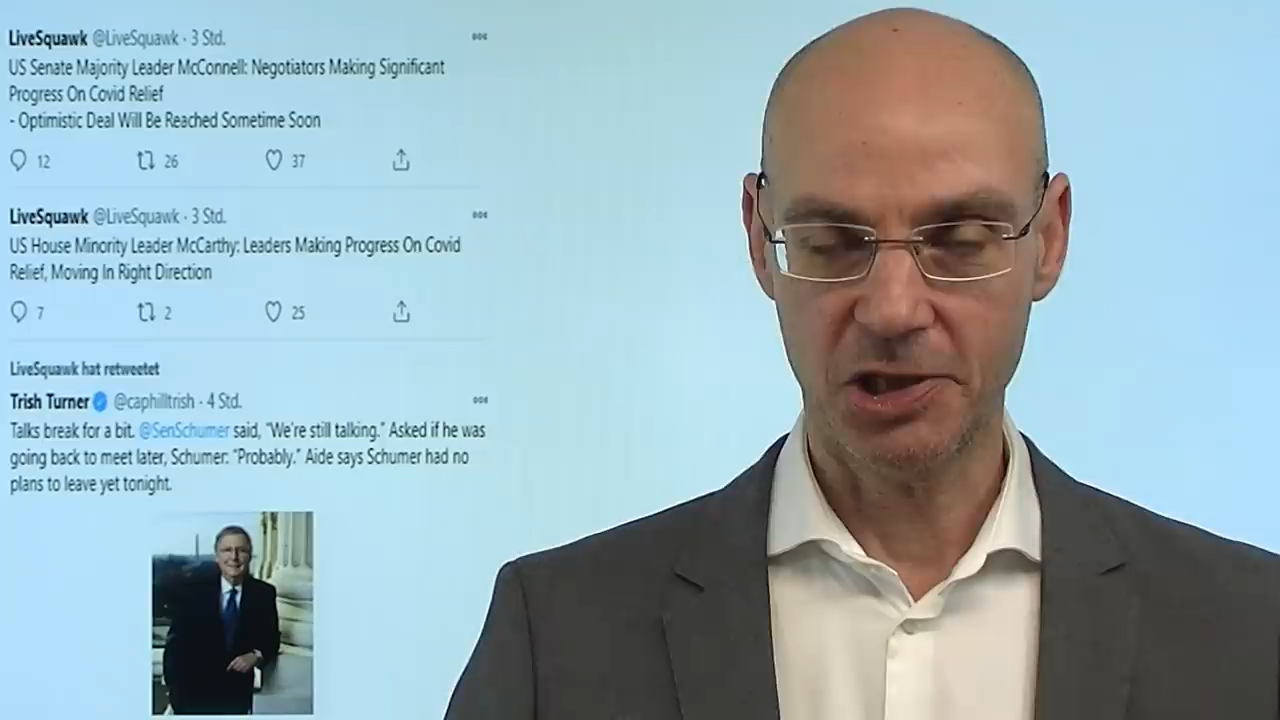 LiveSquawk @LiveSquawk · 3 Std.
US Senate Majority Leader McConnell: Negotiators Making Significant
Progress On Covid Relief
- Optimistic Deal Will Be Reached Sometime Soon
12 26 37
LiveSquawk @LiveSquawk · 3 Std.
US House Minority Leader McCarthy: Leaders Making Progress On Covid
Relief, Moving In Right Direction
7 2 25
LiveSquawk hat retweetet
Trish Turner @caphilltrish · 4 Std.
Talks break for a bit. @SenSchumer said, "We're still talking." Asked if he was
going back to meet later, Schumer: "Probably." Aide says Schumer had no
plans to leave yet tonight.